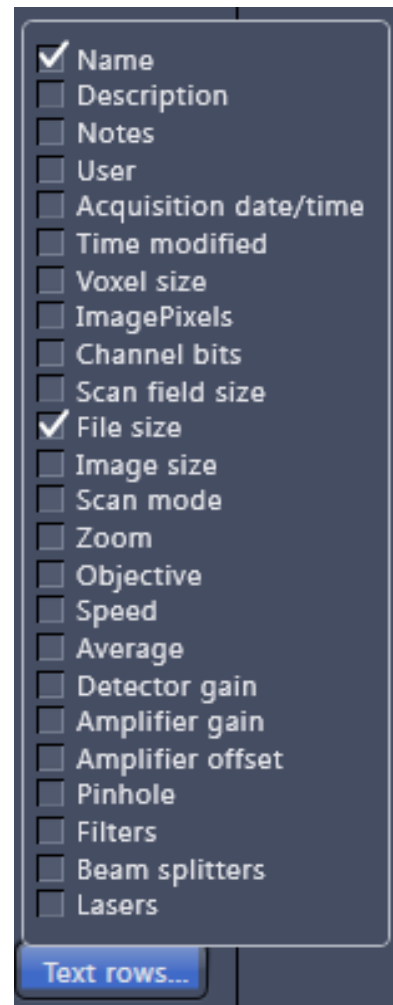 Name
Description
Notes
User
Acquisition date/time
Time modified
Voxel size
ImagePixels
Channel bits
Scan field size
File size
Image size
Scan mode
Zoom
Objective
Speed
Average
Detector gain
Amplifier gain
Amplifier offset
Pinhole
Filters
Beam splitters
Lasers
Text rows...